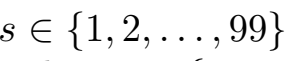 s ∈ {1, 2, . . . , 99}